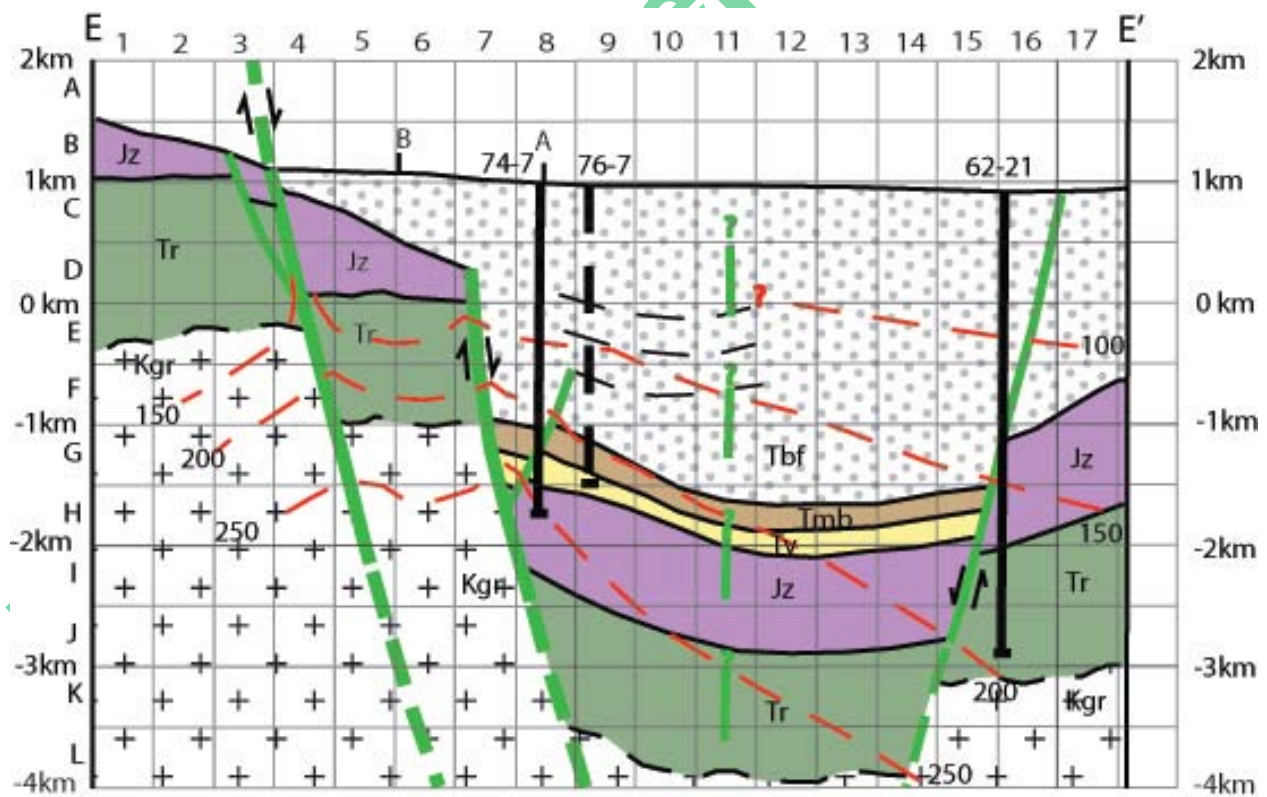 E 1 2 3 4 5 6 7 8 9 10 11 12 13 14 15 16 17 E'
2km 2km
A
B B A
74-7 76-7 62-21
Jz
1km 1km
C
Tr Jz
D
0 km ? ? 0 km
E Tr
100
Kgr
F ?
150
-1km -1km
G 200 Tbf Jz
H 250 Tmb
150
-2km Tv -2km
I Kgr Jz Tr
J
-3km -3km
K 200 Kgr
Tr
L
-4km 250 -4km